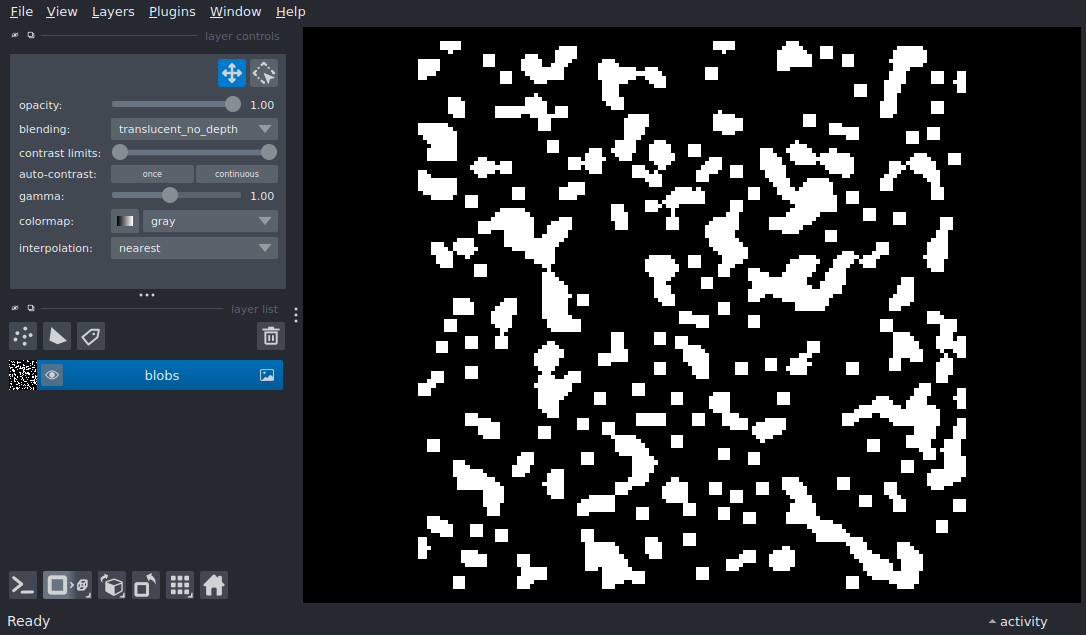 File View Layers Plugins Window Help
layer controls
opacity: 1.00
blending: translucent_no_depth
contrast limits:
auto-contrast: once continuous
gamma: 1.00
colormap: gray
interpolation: nearest
layer list
blobs
Ready activity